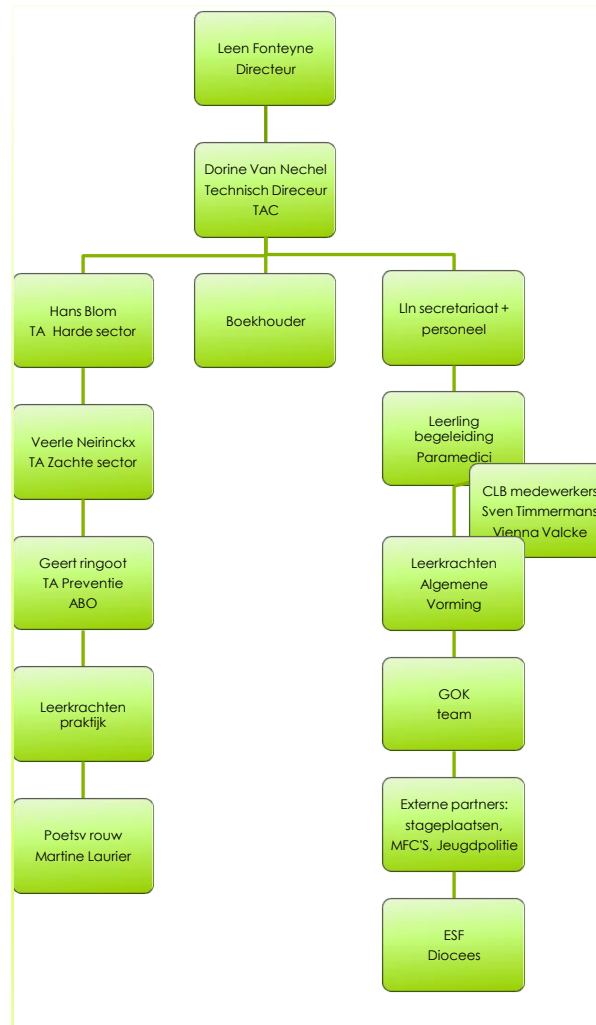 Leen Fonteyne
Directeur
Dorine Van Nechel
Technisch Direceur
TAC
Hans Blom
TA  Harde sector
Boekhouder
Lln secretariaat +
personeel
Veerle Neirinckx
TA Zachte sector
Leerling
begeleiding
Paramedici
CLB medewerkers
Sven Timmermans
Vienna Valcke
Geert ringoot
TA Preventie
ABO
Leerkrachten
Algemene
Vorming
Leerkrachten
praktijk
GOK
team
Poetsv rouw
Martine Laurier
Externe partners:
stageplaatsen,
MFC'S, Jeugdpolitie
ESF
Diocees